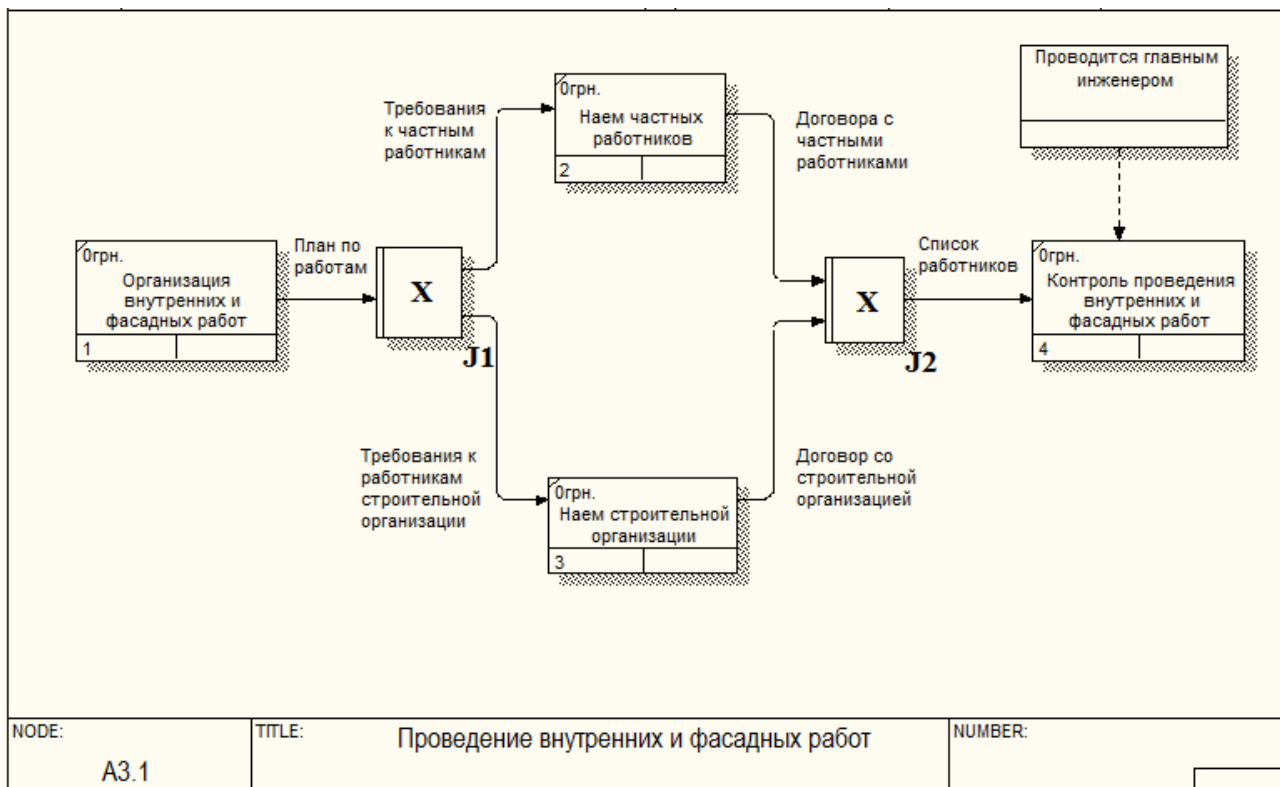 Проводится главным
инженером
0грн.
Наем частных
работников
2
Требования
к частным
работникам
Договора с
частными
работниками
0грн.
Организация
внутренних и
фасадных работ
1
План по
работам
X
J1
X
J2
Список
работников
0грн.
Контроль проведения
внутренних и
фасадных работ
4
Требования к
работникам
строительной
организации
0грн.
Наем строительной
организации
3
Договор со
строительной
организацией
NODE:
A3.1
TITLE:
Проведение внутренних и фасадных работ
NUMBER: